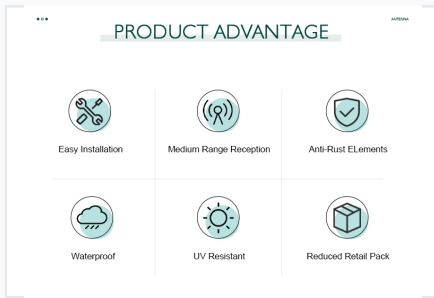 ANTENNA
PRODUCT ADVANTAGE
Easy Installation
Medium Range Reception
Anti-Rust ELements
Waterproof
UV Resistant
Reduced Retail Pack